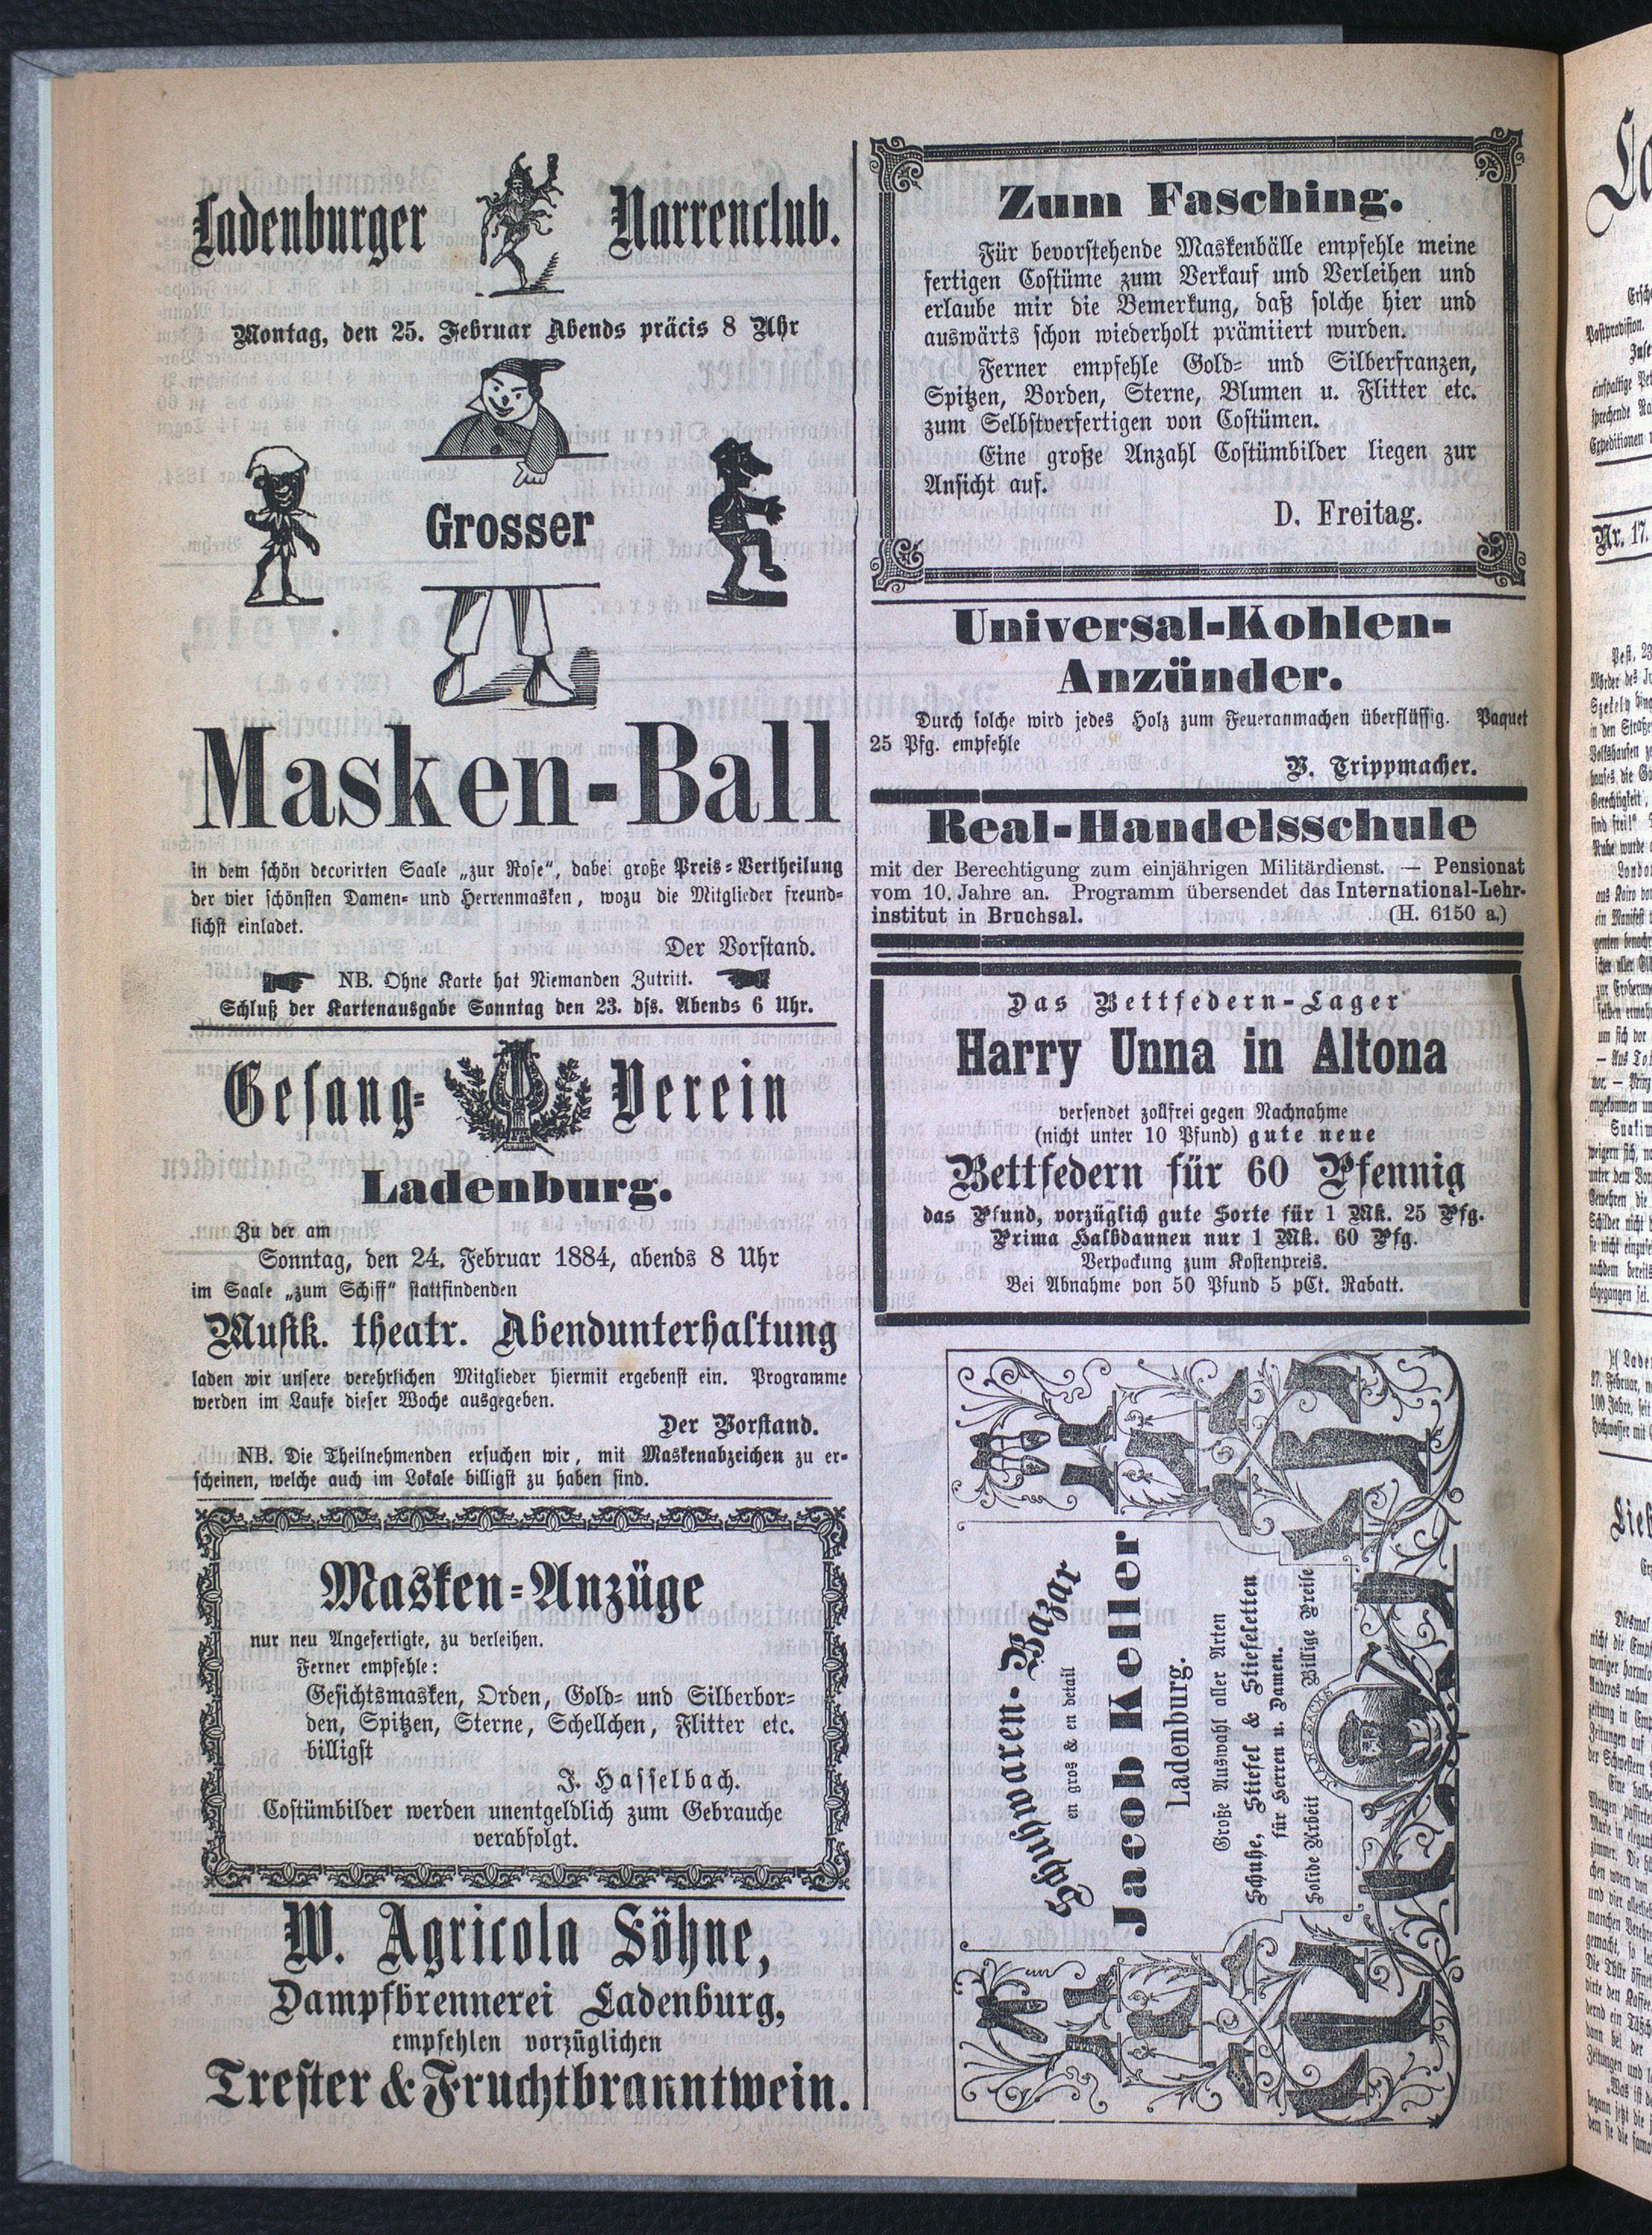 Ladenburger Narrenclub.
Montag, den 25. Februar Abends präcis 8 Uhr
Grosser
Masken-Ball
in dem schön decorirten Saale „zur Rose“, dabei große Preis-Vertheilung
der vier schönsten Damen- und Herrenmasken, wozu die Mitglieder freund-
lichst einladet.
Der Vorstand.
NB. Ohne Karte hat Niemanden Zutritt.
Schluß der Kartenausgabe Sonntag den 23. dss. Abends 6 Uhr.
Gesang-Verein
Ladenburg.
Zu der am
Sonntag, den 24. Februar 1884, abends 8 Uhr
im Saale „zum Schiff“ stattfindenden
Musik. theatr. Abendunterhaltung
laden wir unsere verehrlichen Mitglieder hiermit ergebenst ein. Programme
werden im Laufe dieser Woche ausgegeben.
Der Vorstand.
NB. Die Theilnehmenden ersuchen wir, mit Maskenabzeichen zu er-
scheinen, welche auch im Lokale billigst zu haben sind.
Masken-Anzüge
nur neu Angefertigte, zu verleihen.
Ferner empfehle:
Gesichtsmasken, Orden, Gold- und Silberbor-
den, Spitzen, Sterne, Schellchen, Flitter etc.
billigst
J. Hasselbach.
Costümbilder werden unentgeldlich zum Gebrauche
verabfolgt.
W. Agricola Söhne,
Dampfbrennerei Ladenburg,
empfehlen vorzüglichen
Trester & Fruchtbranntwein.
Zum Fasching.
Für bevorstehende Maskenbälle empfehle meine
fertigen Costüme zum Verkauf und Verleihen und
erlaube mir die Bemerkung, daß solche hier und
auswärts schon wiederholt prämiiert wurden.
Ferner empfehle Gold- und Silberfranzen,
Spitzen, Borden, Sterne, Blumen u. Flitter etc.
zum Selbstverfertigen von Costümen.
Eine große Anzahl Costümbilder liegen zur
Ansicht auf.
D. Freitag.
Universal-Kohlen-
Anzünder.
Durch solche wird jedes Holz zum Feueranmachen überflüssig. Paquet
25 Pfg. empfehle
P. Trippmacher.
Real-Handelsschule
mit der Berechtigung zum einjährigen Militärdienst. — Pensionat
vom 10. Jahre an. Programm übersendet das International-Lehr-
institut in Bruchsal. (H. 6150 a.)
Das Bettfedern-Lager
Harry Unna in Altona
versendet zollfrei gegen Nachnahme
(nicht unter 10 Pfund) gute neue
Bettfedern für 60 Pfennig
das Pfund, vorzüglich gute Sorte für 1 Mk. 25 Pfg.
Prima Halbdaunen nur 1 Mk. 60 Pfg.
Verpackung zum Kostenpreis.
Bei Abnahme von 50 Pfund 5 pCt. Rabatt.
Schuhwaren-Bazar
en gros & en detail
Jacob Keller
Ladenburg.
Große Auswahl aller Arten
Schuhe, Stiefel & Stiefeletten
für Herren u. Damen.
Solide Arbeit Billige Preise
HANS SACHS
Nr. 17.